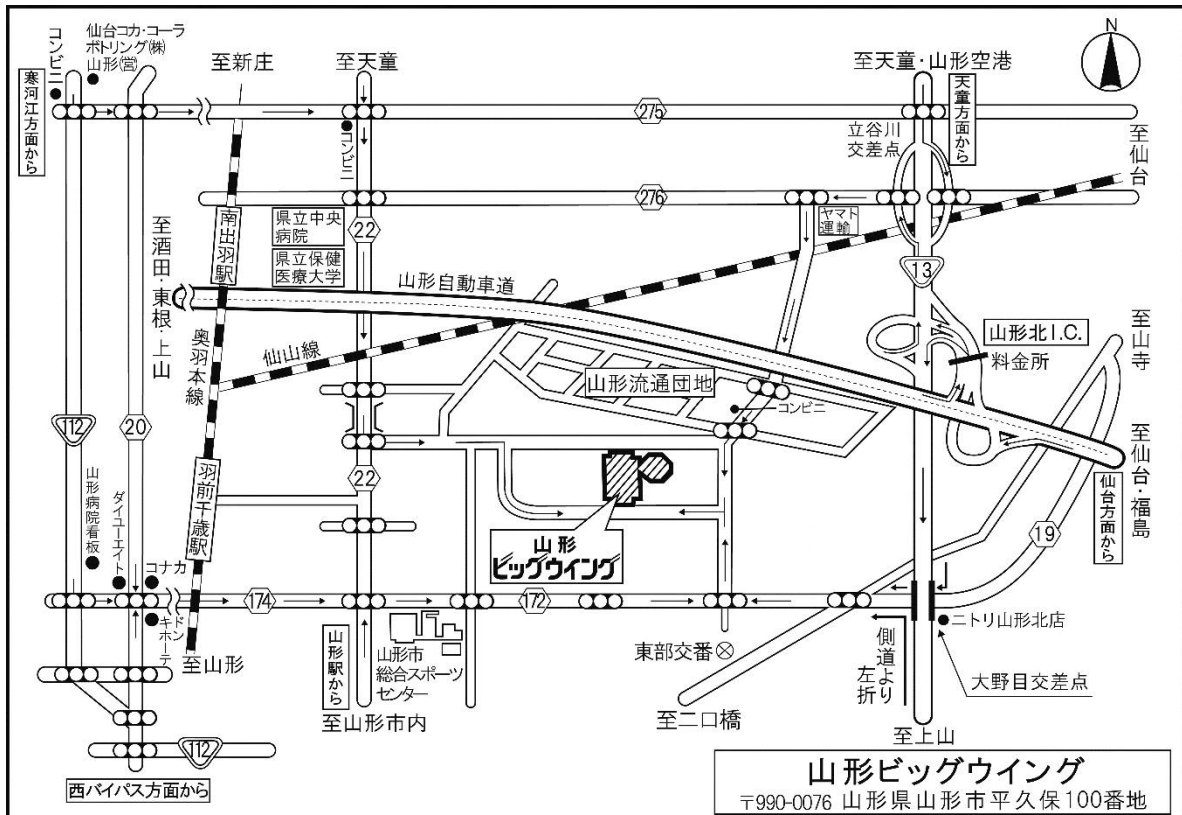 仙台コカ・コーラ
ボトリング(株)
山形(営)
コンビニ
寒河江方面から
至新庄
至天童
至天童・山形空港
天童方面から
N
275
立谷川
交差点
コンビニ
至仙台
276
ヤマト
運輸
県立中央
病院
県立保健
医療大学
22
南出羽駅
至酒田・東根・上山
奥羽本線
山形自動車道
仙山線
13
山形北I.C.
料金所
至山寺
山形流通団地
コンビニ
112
20
22
羽前千歳駅
至仙台・福島
仙台方面から
19
山形病院看板
ダイユーエイト
コナカ
山形
ビッグウイング
174
172
ドン
キホーテ
至山形
山形駅から
山形市
総合スポーツ
センター
東部交番
ニトリ山形北店
側道より
左折
大野目交差点
至山形市内
至二口橋
至上山
112
西バイパス方面から
山形ビッグウイング
〒990-0076 山形県山形市平久保100番地